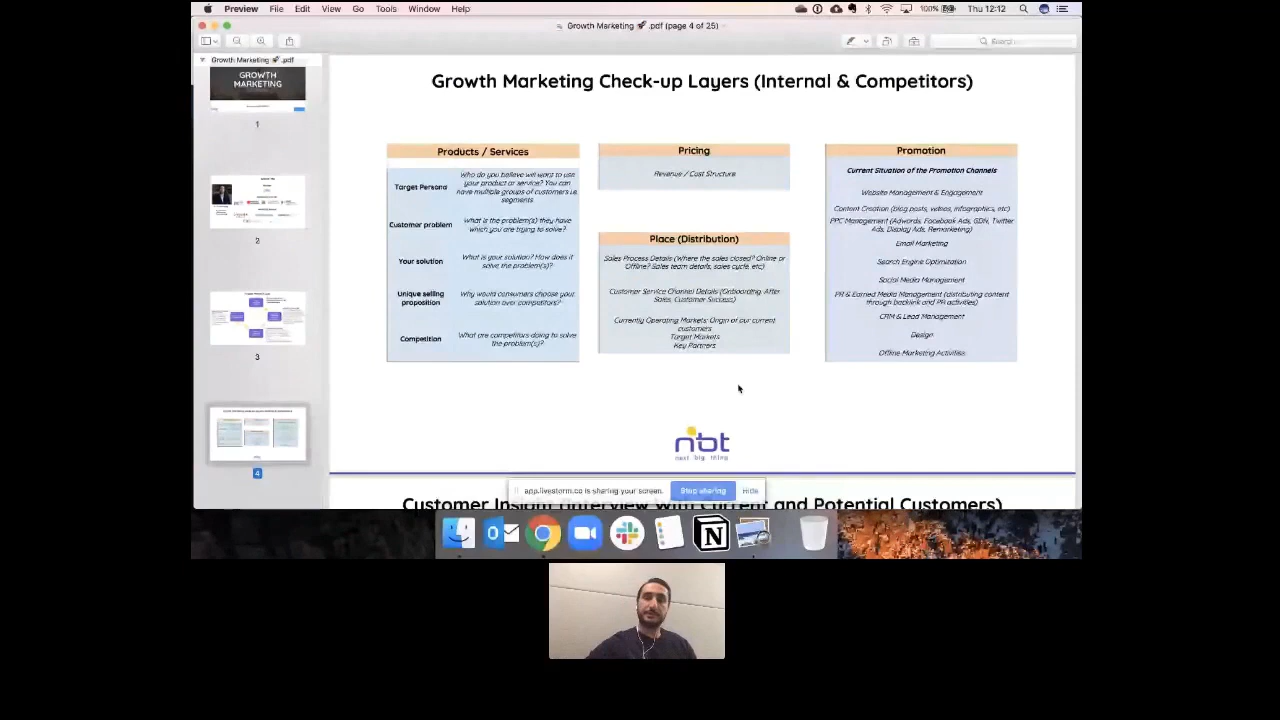 Preview File Edit View Go Tools Window Help 100% Thu 12:12
Growth Marketing 🚀 .pdf (page 4 of 25)
Search
Growth Marketing 🚀 .pdf
GROWTH
MARKETING
1
2
3
4
Growth Marketing Check-up Layers (Internal & Competitors)
Products / Services
Target Persona
Who do you believe will want to use
your product or service? You can
have multiple groups of customers i.e.
segments
Customer problem
What is the problem(s) they have
which you are trying to solve?
Your solution
What is your solution? How does it
solve the problem(s)?
Unique selling
proposition
Why would consumers choose your
solution over competitors?
Competition
What are competitors doing to solve
the problem(s)?
Pricing
Revenue / Cost Structure
Place (Distribution)
Sales Process Details (Where the sales closed? Online or
Offline? Sales team details, sales cycle, etc)
Customer Service Channel Details (Onboarding, After
Sales, Customer Success)
Currently Operating Markets: Origin of our current
customers
Target Markets
Key Partners
Promotion
Current Situation of the Promotion Channels
Website Management & Engagement
Content Creation (blog posts, videos, infographics, etc)
PPC Management (Adwords, Facebook Ads, GDN, Twitter
Ads, Display Ads, Remarketing)
Email Marketing
Search Engine Optimization
Social Media Management
PR & Earned Media Management (distributing content
through backlink and PR activities)
CRM & Lead Management
Design
Offline Marketing Activities
nbt
next big thing
app.livestorm.co is sharing your screen.
Stop sharing
Hide
Customer Insight (Interview With Current and Potential Customers)